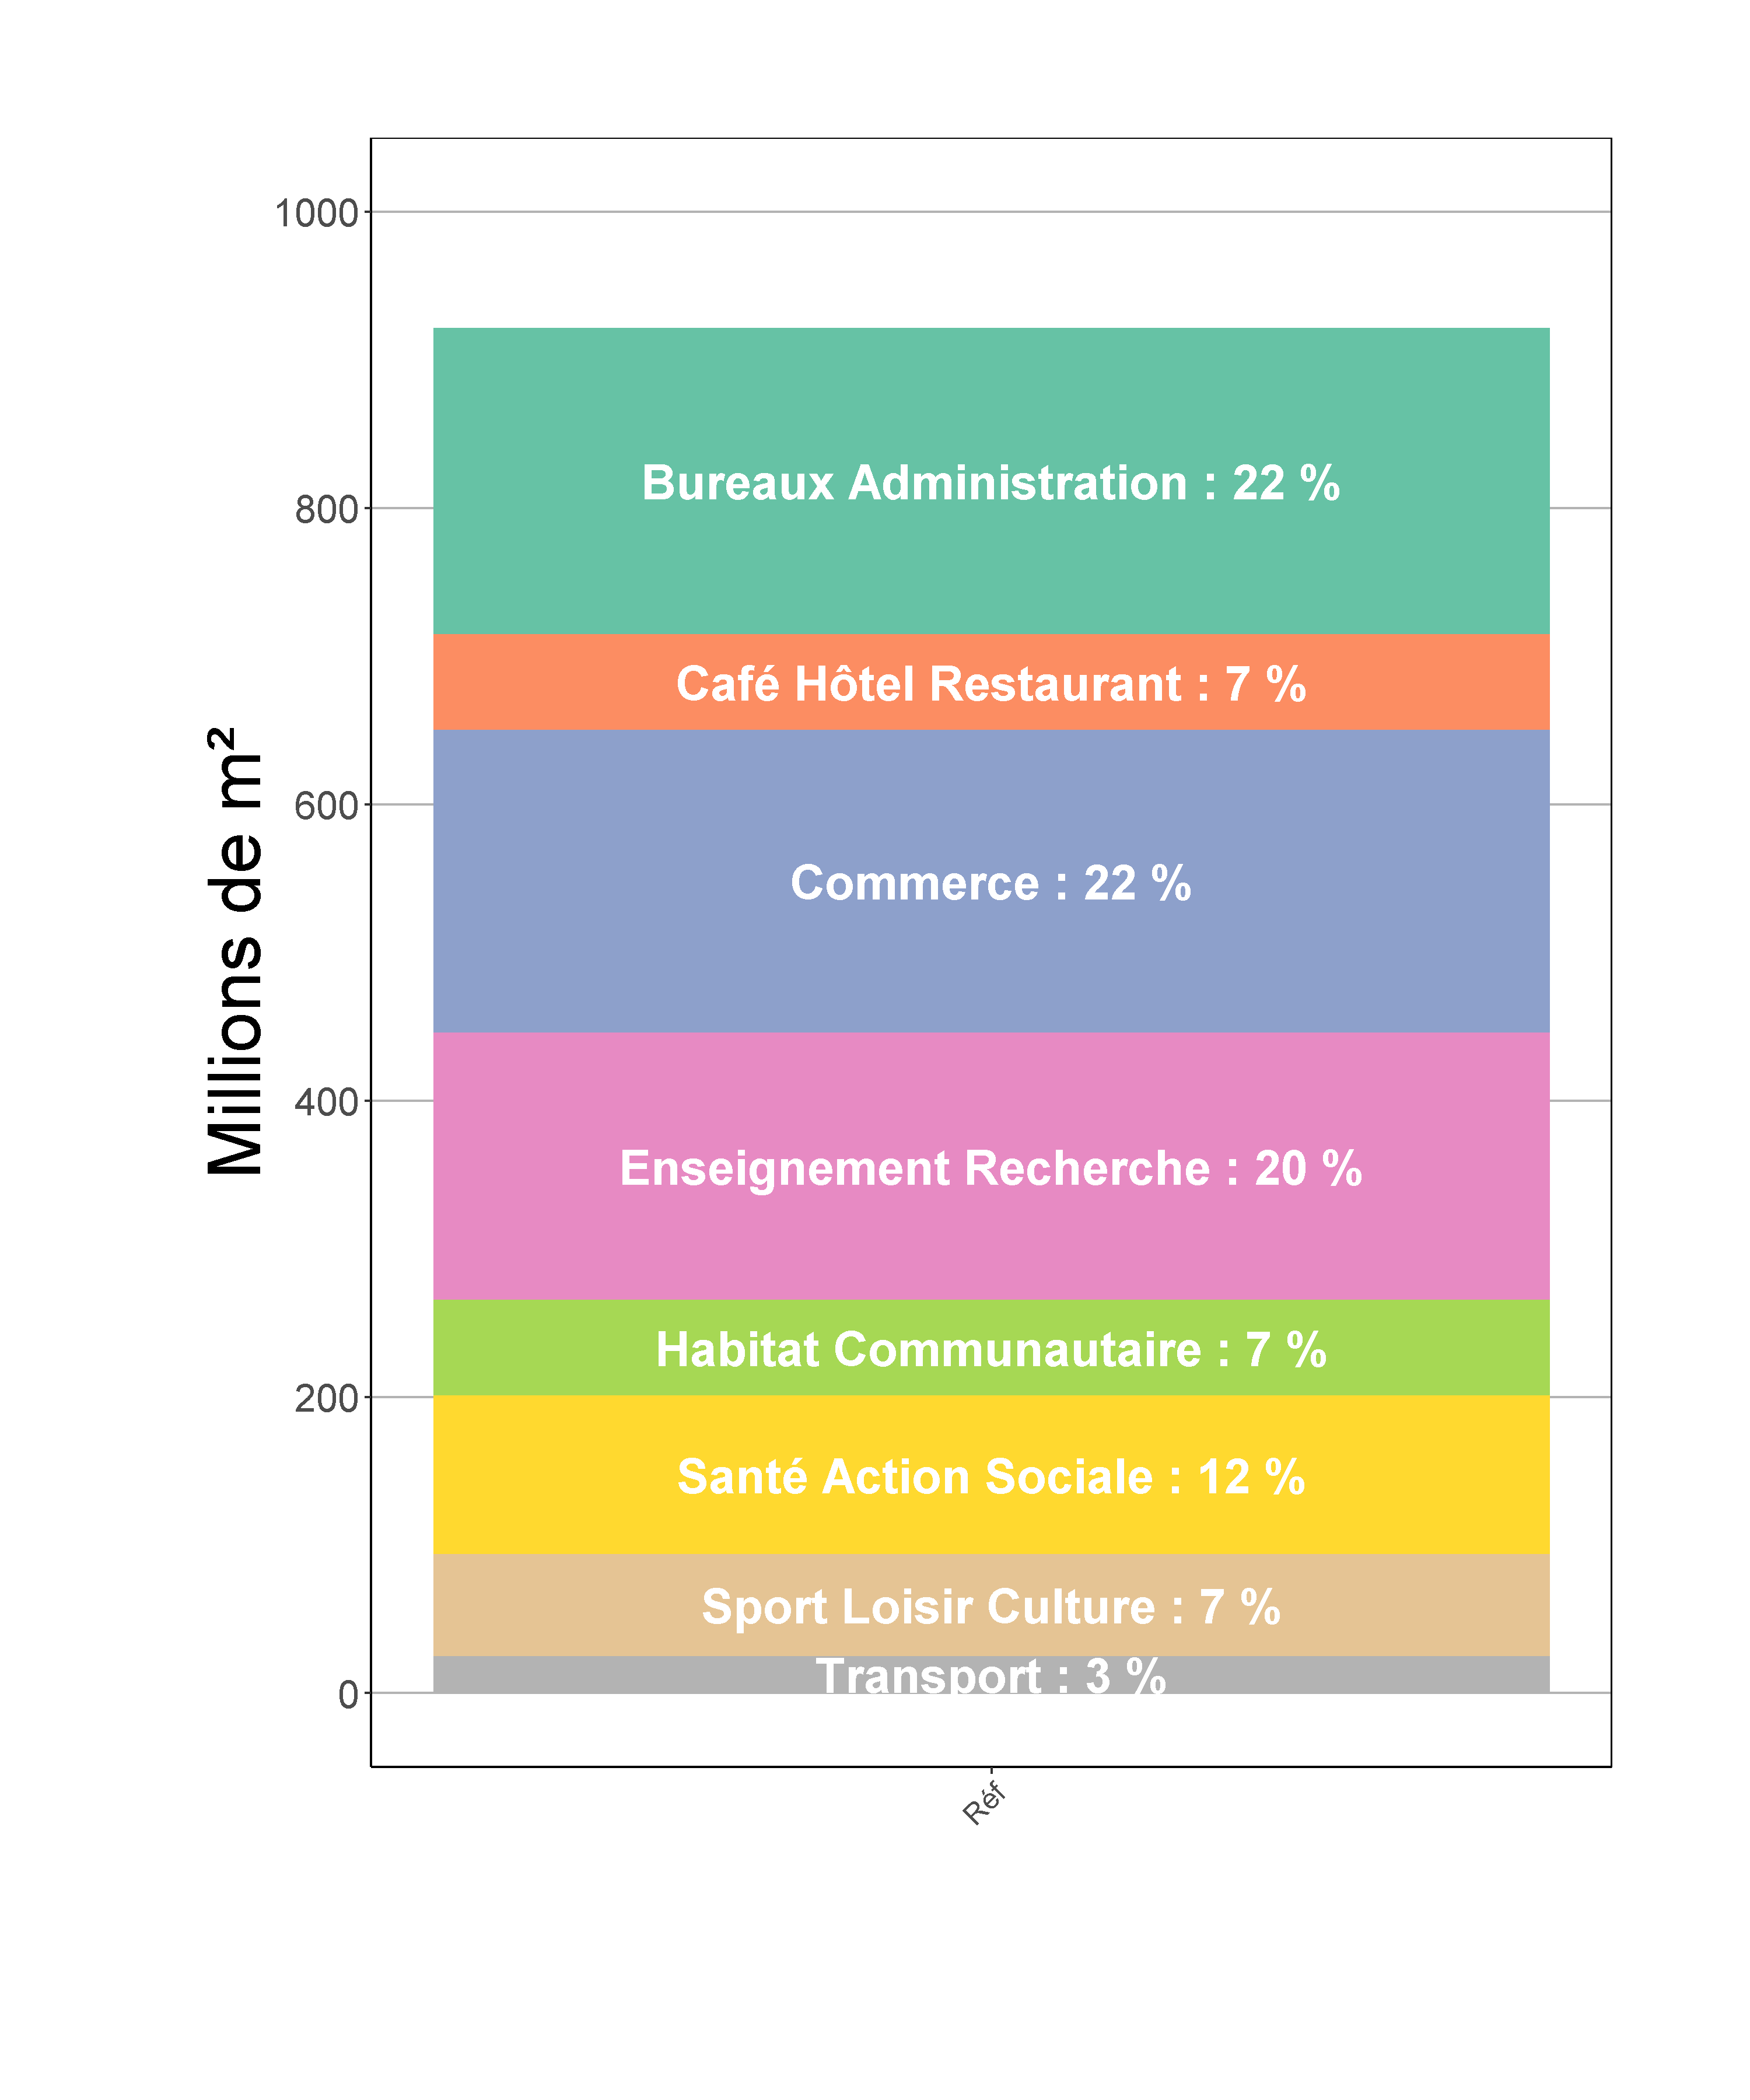 1000
800
600
400
200
0
Millions de m²
Bureaux Administration : 22 %
Café Hôtel Restaurant : 7 %
Commerce : 22 %
Enseignement Recherche : 20 %
Habitat Communautaire : 7 %
Santé Action Sociale : 12 %
Sport Loisir Culture : 7 %
Transport : 3 %
Réf